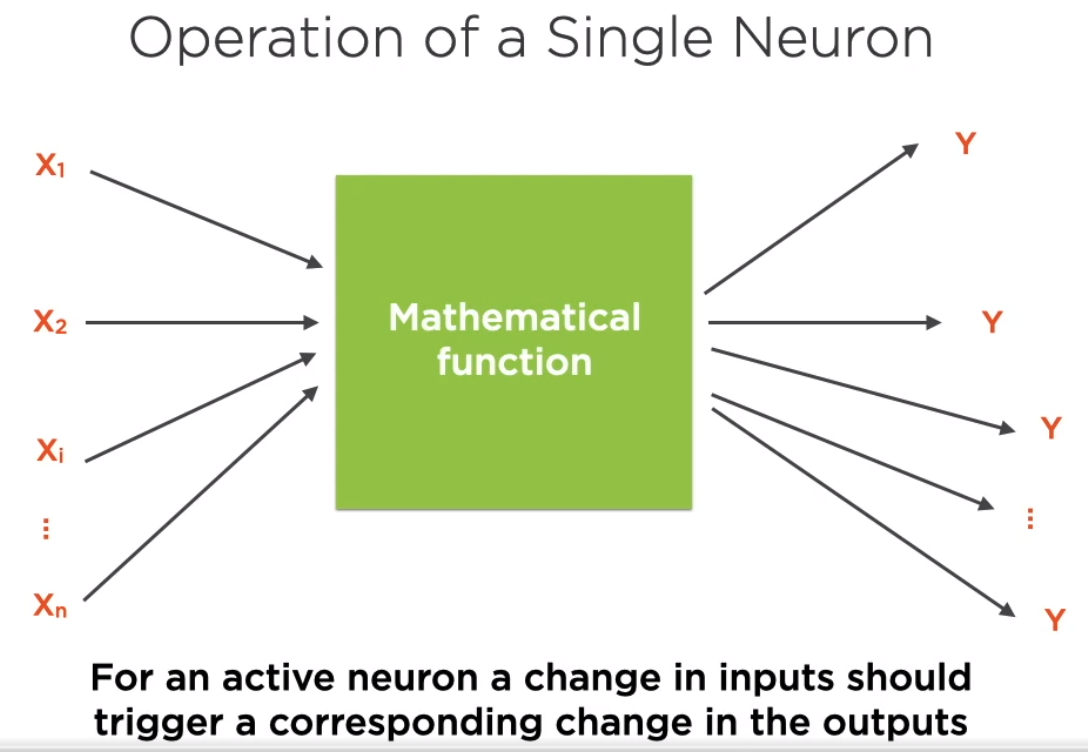 Operation of a Single Neuron
X₁
Y
X₂
Mathematical
function
Y
Xᵢ
Y
⋮
⋮
Xₙ
Y
For an active neuron a change in inputs should
trigger a corresponding change in the outputs